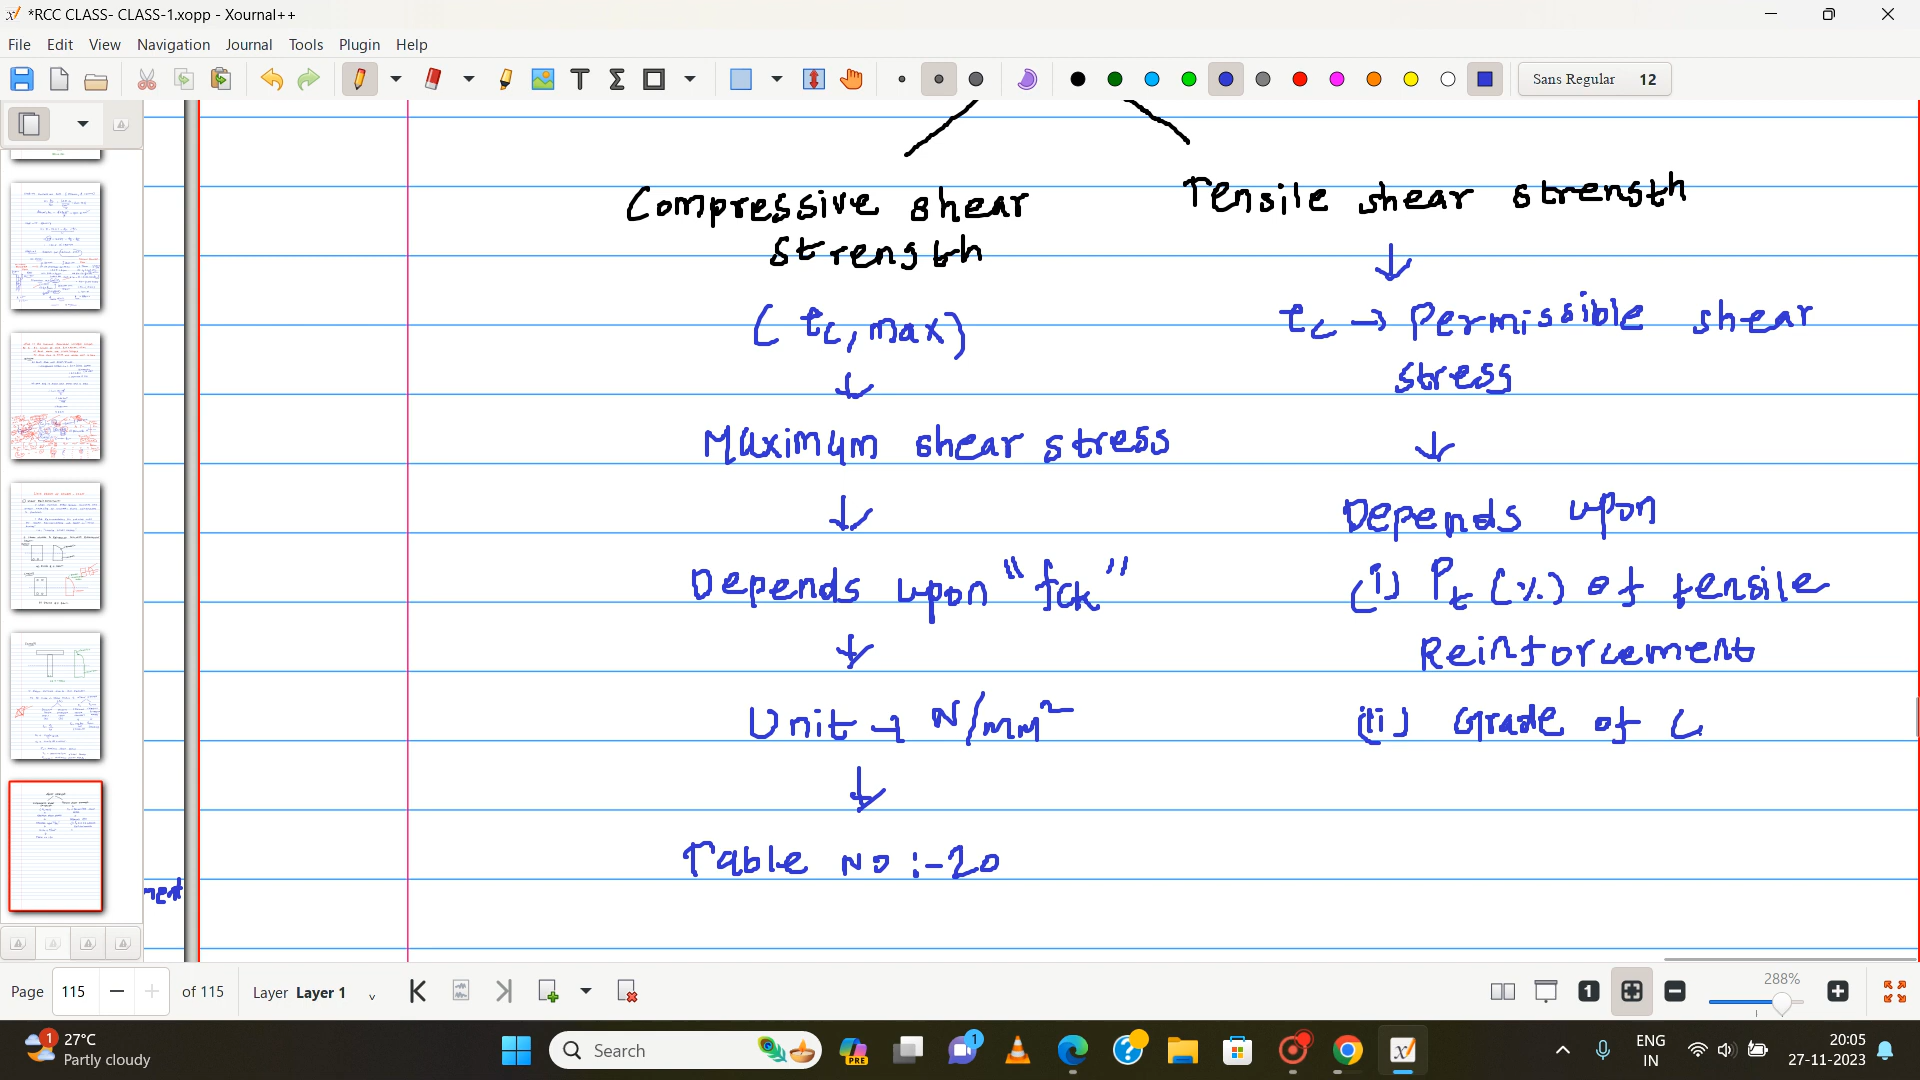 *RCC CLASS- CLASS-1.xopp - Xournal++
File Edit View Navigation Journal Tools Plugin Help
Sans Regular 12
Compressive shear
strength
(τc, max)
↓
Maximum shear stress
↓
Depends upon "fck"
↓
Unit → N/mm²
↓
Table No :- 20
Tensile shear strength
↓
τc → Permissible shear
stress
↓
Depends upon
(i) Pt (%) of tensile
Reinforcement
(ii) Grade of C
ment
Page 115 of 115 Layer Layer 1
288%
27°C
Partly cloudy
Search
PRE
ENG
IN
20:05
27-11-2023